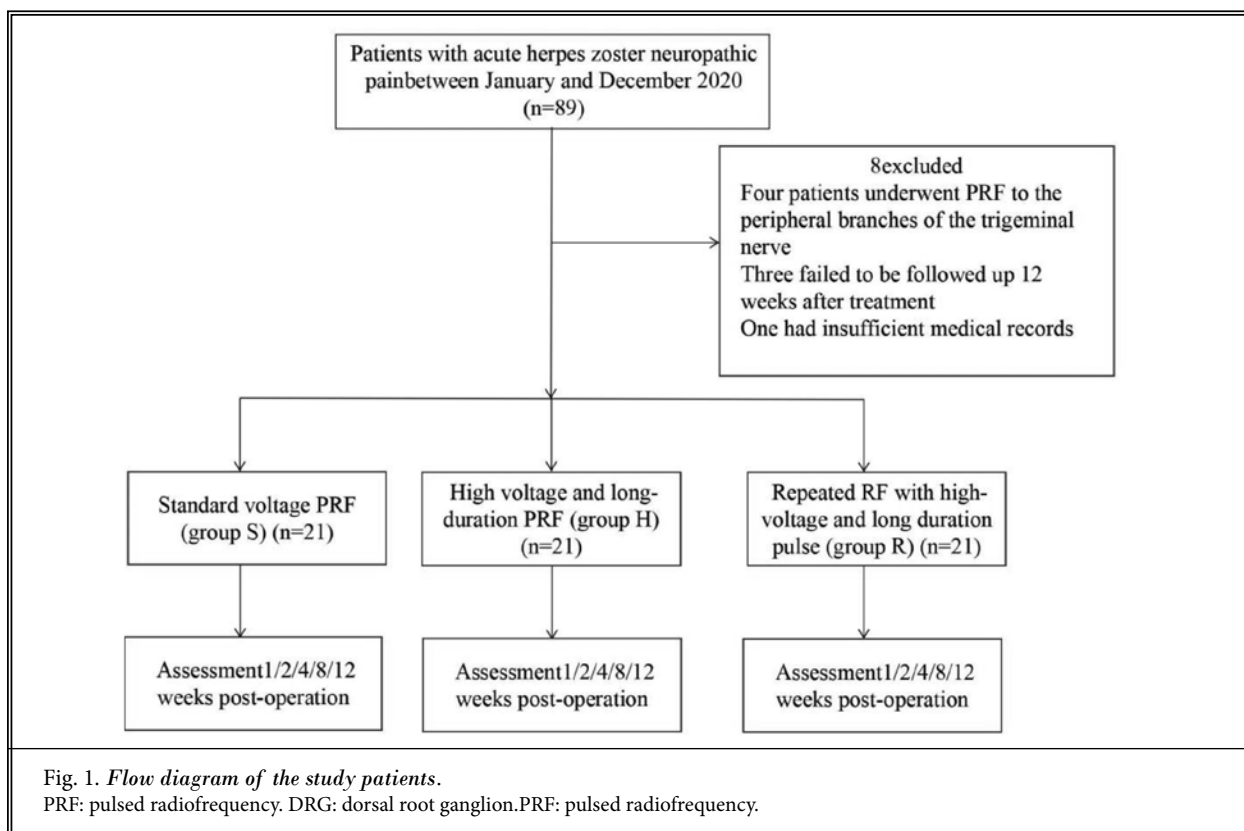 Patients with acute herpes zoster neuropathic
painbetween January and December 2020
(n=89)
8excluded
Four patients underwent PRF to the
peripheral branches of the trigeminal
nerve
Three failed to be followed up 12
weeks after treatment
One had insufficient medical records
Standard voltage PRF
(group S) (n=21)
High voltage and long-
duration PRF (group H)
(n=21)
Repeated RF with high-
voltage and long duration
pulse (group R) (n=21)
Assessment1/2/4/8/12
weeks post-operation
Assessment1/2/4/8/12
weeks post-operation
Assessment1/2/4/8/12
weeks post-operation
Fig. 1. Flow diagram of the study patients.
PRF: pulsed radiofrequency. DRG: dorsal root ganglion.PRF: pulsed radiofrequency.